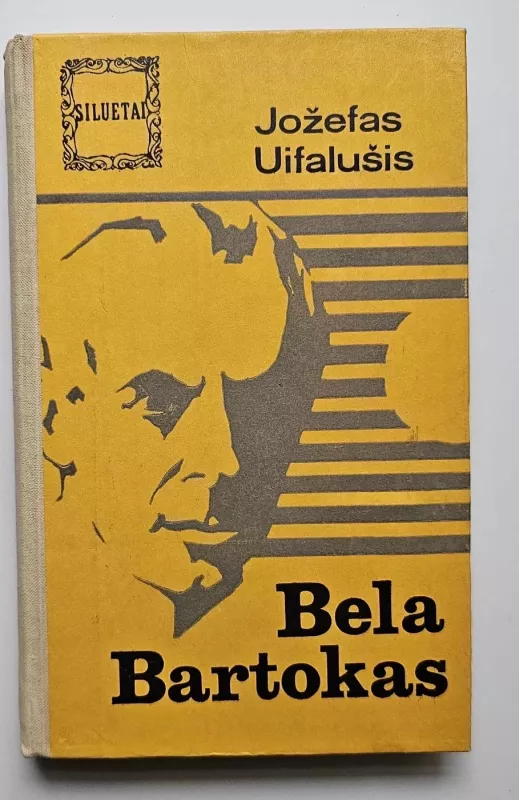 SILUETAI
Jožefas
Uifalušis
Bela
Bartokas